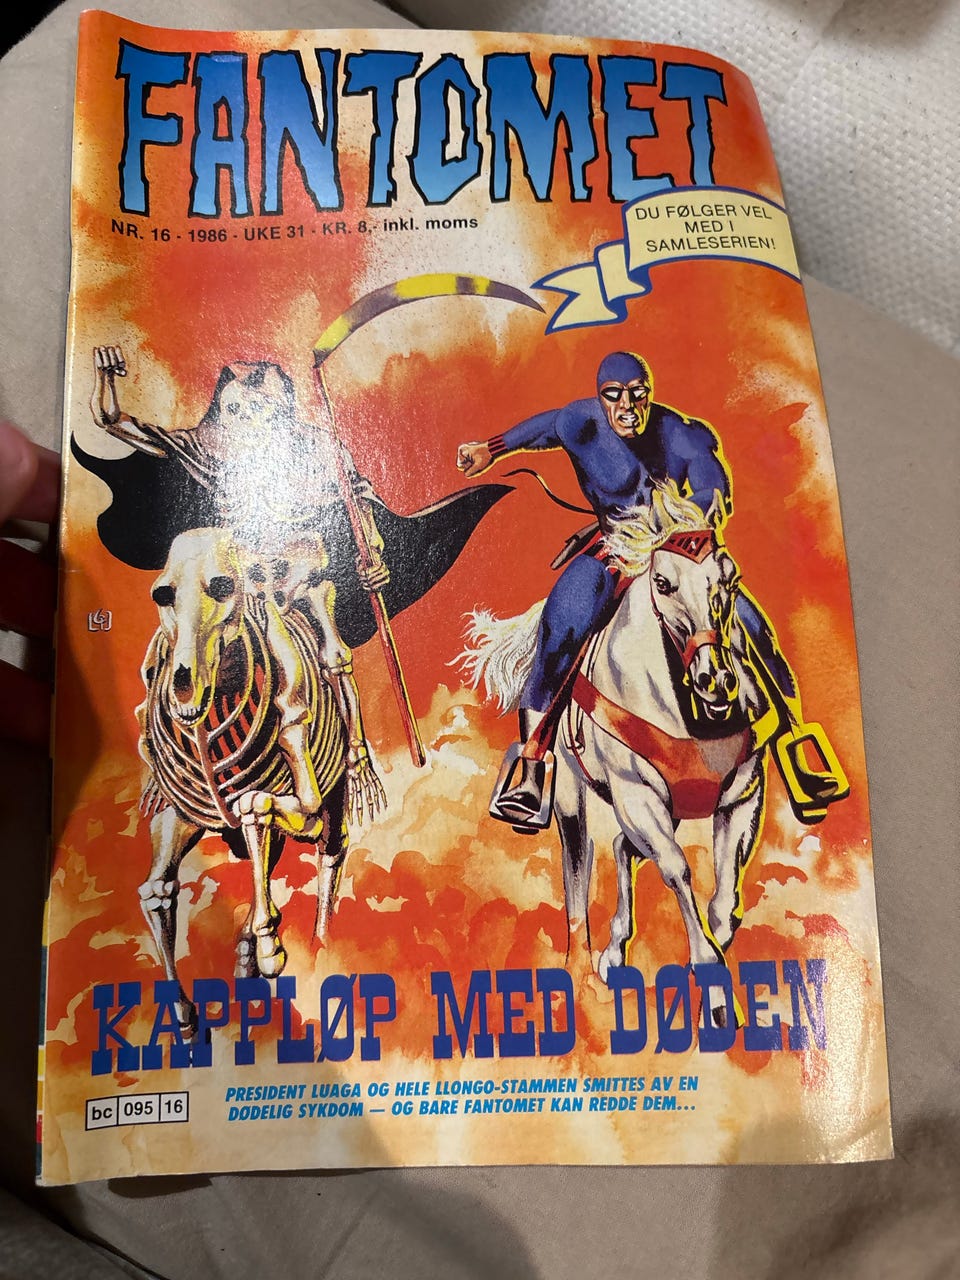 FANTOMET
NR. 16 - 1986 - UKE 31 - KR. 8,- inkl. moms
DU FØLGER VEL
MED I
SAMLESERIEN!
KAPPLØP MED DØDEN
PRESIDENT LUAGA OG HELE LLONGO-STAMMEN SMITTES AV EN
DØDELIG SYKDOM — OG BARE FANTOMET KAN REDDE DEM...
bc 095 16